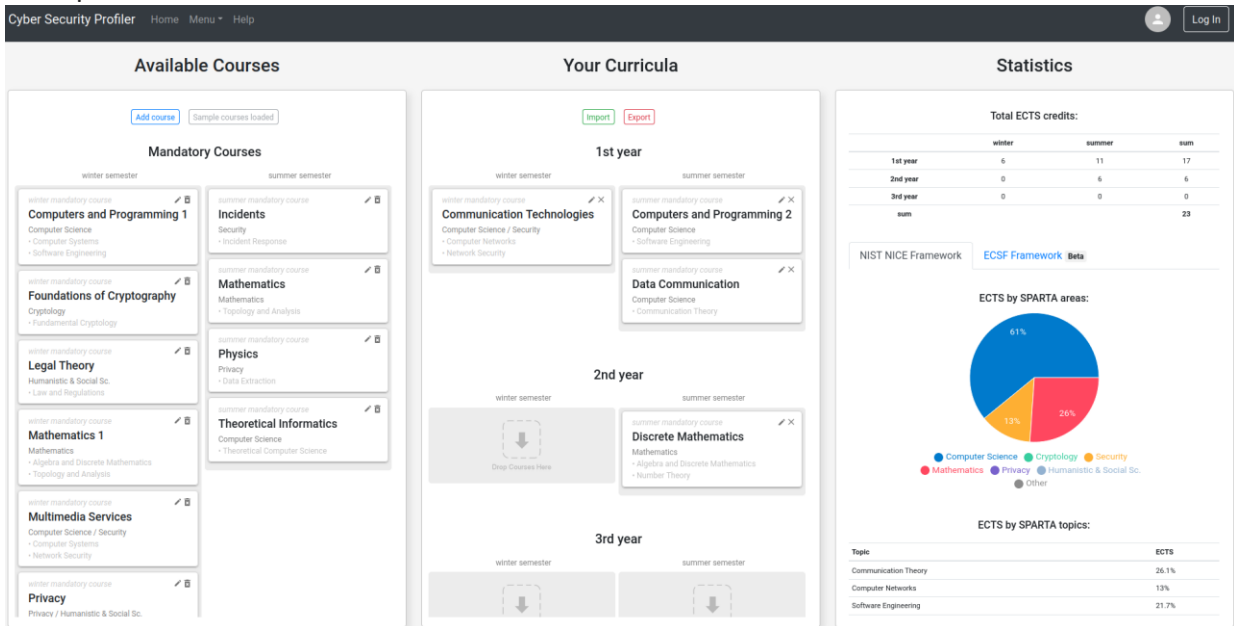 Cyber Security Profiler Home Menu Help Log In
Available Courses
Add course Sample courses loaded
Mandatory Courses
winter semester
winter mandatory course
Computers and Programming 1
Computer Science
• Computer Systems
• Software Engineering
winter mandatory course
Foundations of Cryptography
Cryptology
• Fundamental Cryptology
winter mandatory course
Legal Theory
Humanistic & Social Sc.
• Law and Regulations
winter mandatory course
Mathematics 1
Mathematics
• Algebra and Discrete Mathematics
• Topology and Analysis
winter mandatory course
Multimedia Services
Computer Science / Security
• Computer Systems
• Network Security
winter mandatory course
Privacy
Privacy / Humanistic & Social Sc.
summer semester
summer mandatory course
Incidents
Security
• Incident Response
summer mandatory course
Mathematics
Mathematics
• Topology and Analysis
summer mandatory course
Physics
Privacy
• Data Extraction
summer mandatory course
Theoretical Informatics
Computer Science
• Theoretical Computer Science
Your Curricula
Import Export
1st year
winter semester
winter mandatory course
Communication Technologies
Computer Science / Security
• Computer Networks
• Network Security
summer semester
summer mandatory course
Computers and Programming 2
Computer Science
• Software Engineering
summer mandatory course
Data Communication
Computer Science
• Communication Theory
2nd year
winter semester
Drop Courses Here
summer semester
summer mandatory course
Discrete Mathematics
Mathematics
• Algebra and Discrete Mathematics
• Number Theory
3rd year
winter semester summer semester
Statistics
Total ECTS credits:
winter summer sum
1st year 6 11 17
2nd year 0 6 6
3rd year 0 0 0
sum 23
NIST NICE Framework ECSF Framework Beta
ECTS by SPARTA areas:
61%
13% 26%
Computer Science Cryptology Security
Mathematics Privacy Humanistic & Social Sc.
Other
ECTS by SPARTA topics:
Topic ECTS
Communication Theory 26.1%
Computer Networks 13%
Software Engineering 21.7%